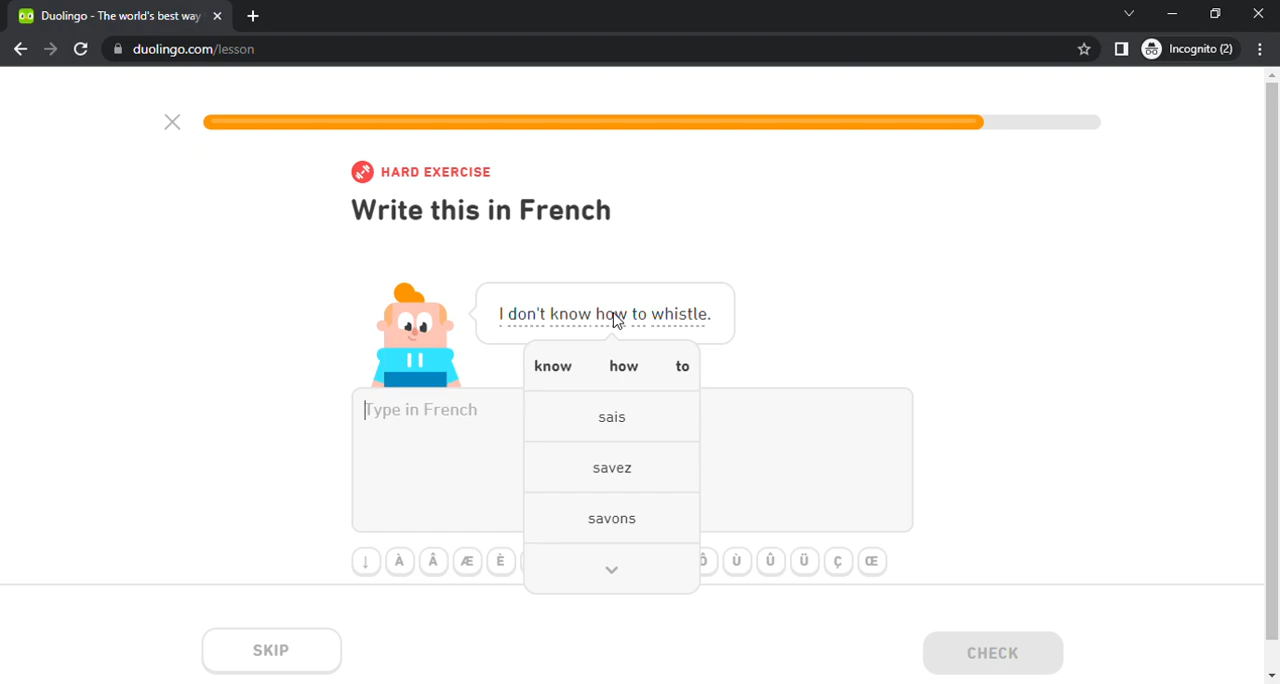 Duolingo - The world's best way
duolingo.com/lesson
Incognito (2)
HARD EXERCISE
Write this in French
I don't know how to whistle.
know how to
sais
savez
savons
Type in French
↓ À Â Æ È Ô Ù Û Ü Ç Œ
SKIP
CHECK